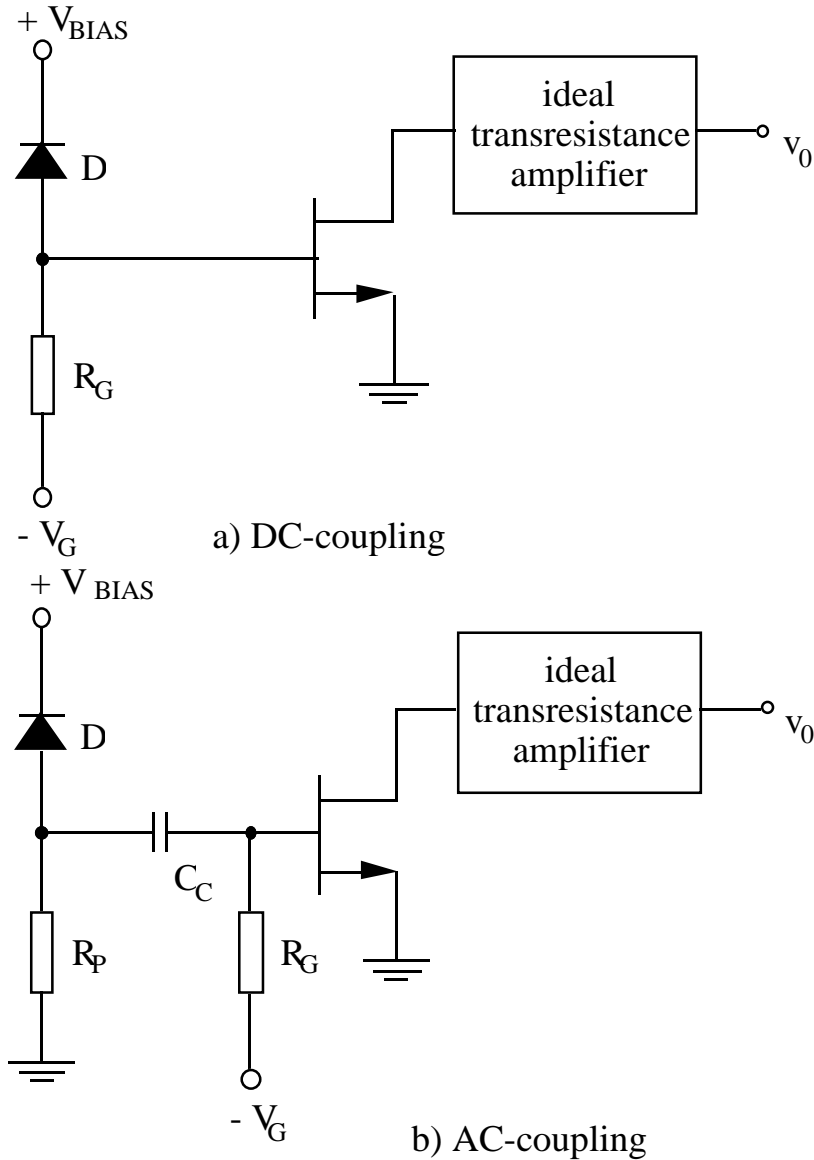 + V_BIAS
ideal
transresistance
amplifier
v_0
D
R_G
- V_G
a) DC-coupling
+ V_BIAS
ideal
transresistance
amplifier
v_0
D
C_C
R_P
R_G
- V_G
b) AC-coupling